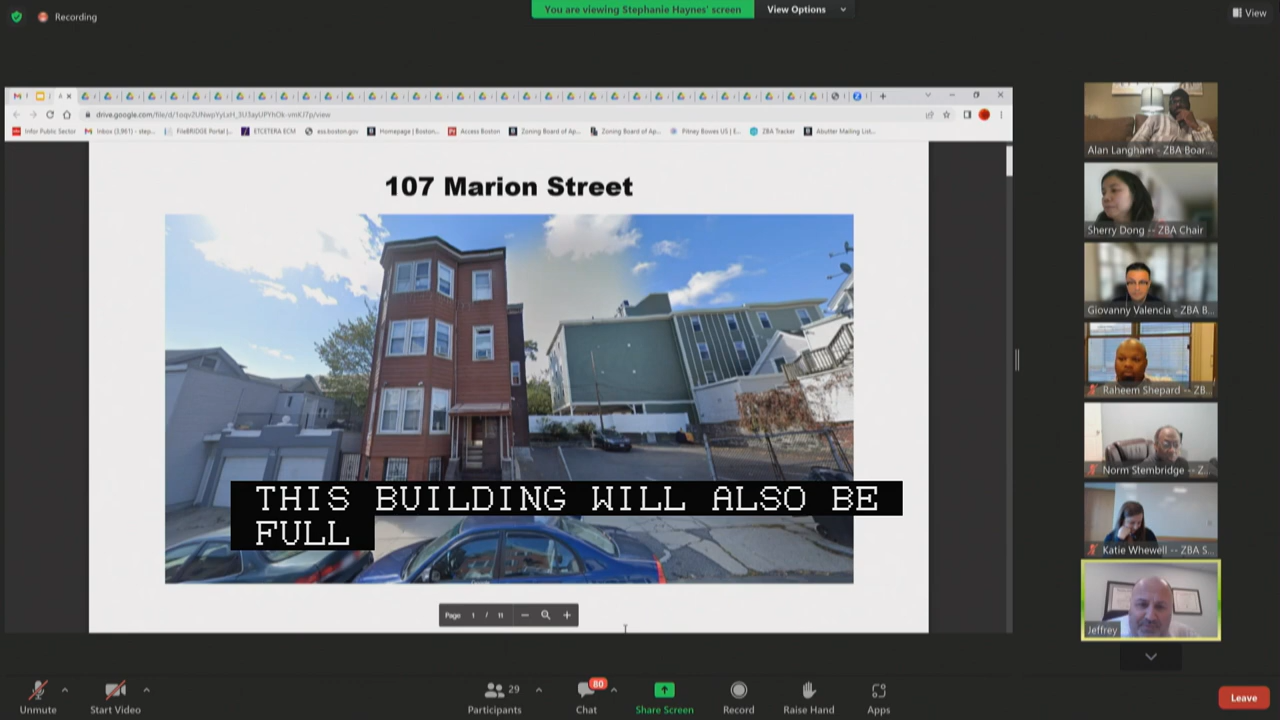 Recording
You are viewing Stephanie Haynes' screen
View Options
View
drive.google.com/file/d/
Infor Public Sector
Inbox (3,961) - step...
FileBRIDGE Portal |...
ETCETERA ECM
ess.boston.gov
Homepage | Boston...
Access Boston
Zoning Board of Ap...
Zoning Board of Ap...
Pitney Bowes US | E...
ZBA Tracker
Abutter Mailing List...
107 Marion Street
THIS BUILDING WILL ALSO BE
FULL
Page 1 / 11
Alan Langham - ZBA Boar...
Sherry Dong -- ZBA Chair
Giovanny Valencia - ZBA B...
Raheem Shepard -- ZB...
Norm Stembridge -- Z...
Katie Whewell -- ZBA S...
Jeffrey
Unmute
Start Video
Participants
29
Chat
80
Share Screen
Record
Raise Hand
Apps
Leave